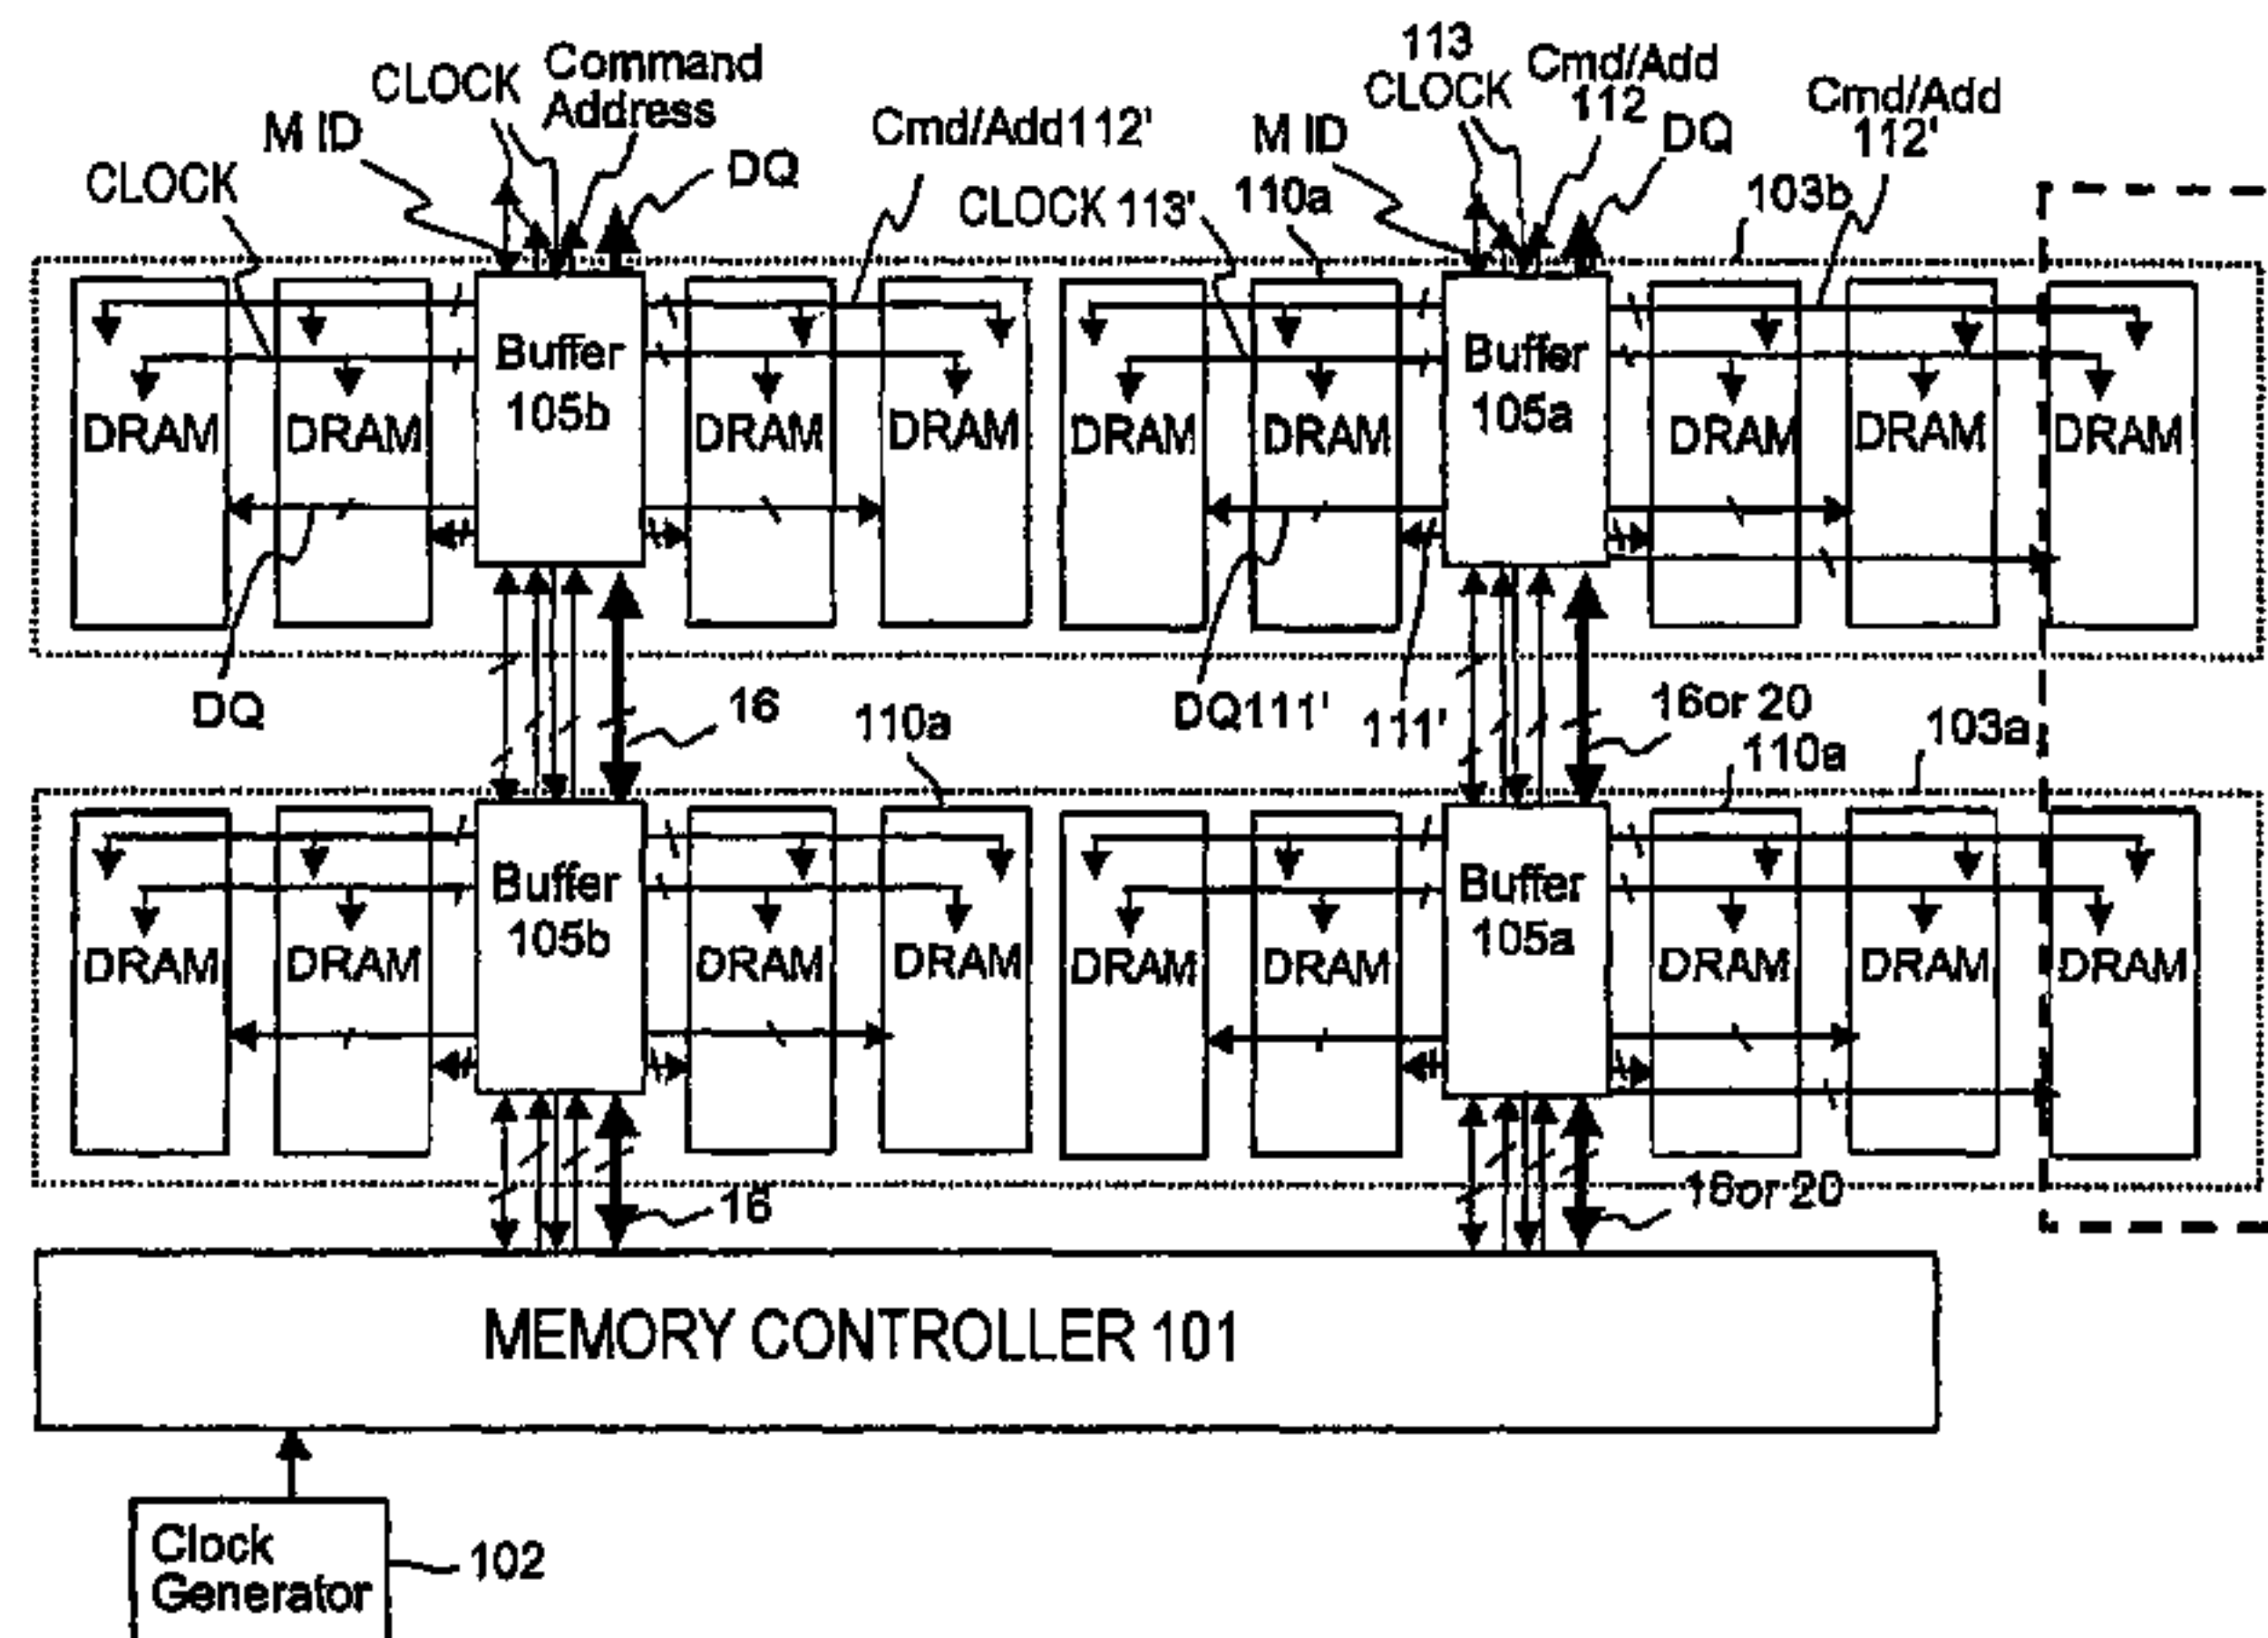 113
CLOCK
Command
Address
CLOCK
Cmd/Add
112
Cmd/Add
112'
M ID
Cmd/Add112'
M ID
DQ
DQ
CLOCK
CLOCK 113'
110a
103b
Buffer
105b
Buffer
105a
DRAM
DRAM
DRAM
DRAM
DRAM
DRAM
DRAM
DRAM
DRAM
DQ
16
110a
DQ111'
111'
16or 20
110a
103a
Buffer
105b
Buffer
105a
DRAM
DRAM
DRAM
DRAM
DRAM
DRAM
DRAM
DRAM
DRAM
16
16or 20
MEMORY CONTROLLER 101
Clock
Generator
102